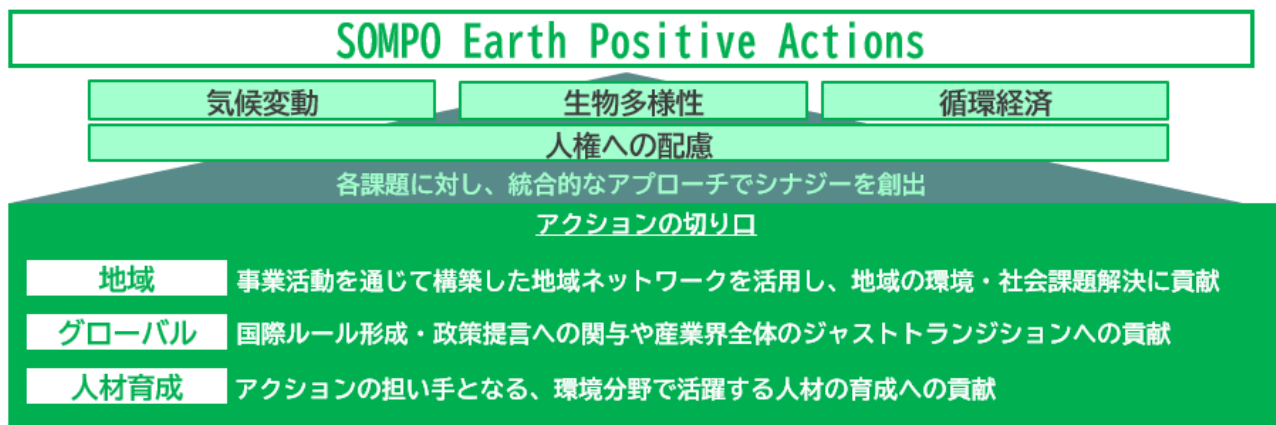 SOMPO Earth Positive Actions
気候変動
生物多様性
循環経済
人権への配慮
各課題に対し、統合的なアプローチでシナジーを創出
アクションの切り口
地域
事業活動を通じて構築した地域ネットワークを活用し、地域の環境・社会課題解決に貢献
グローバル
国際ルール形成・政策提言への関与や産業界全体のジャストトランジションへの貢献
人材育成
アクションの担い手となる、環境分野で活躍する人材の育成への貢献